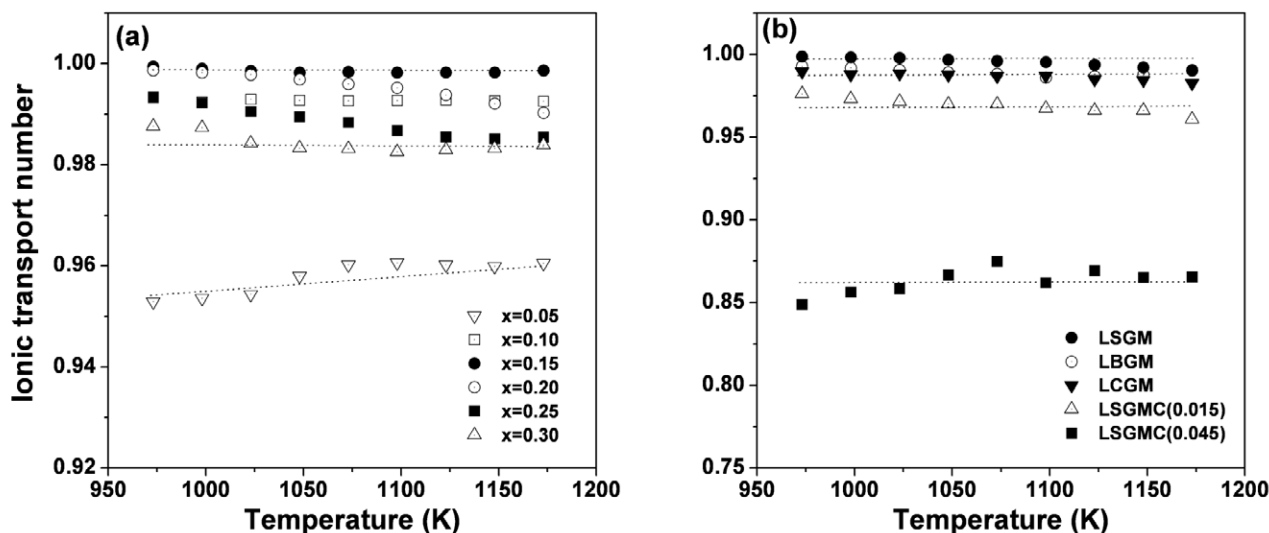 (a)
Ionic transport number
1.00
0.98
0.96
0.94
0.92
x=0.05
x=0.10
x=0.15
x=0.20
x=0.25
x=0.30
950 1000 1050 1100 1150 1200
Temperature (K)
(b)
1.00
0.95
0.90
0.85
0.80
0.75
LSGM
LBGM
LCGM
LSGMC(0.015)
LSGMC(0.045)
950 1000 1050 1100 1150 1200
Temperature (K)